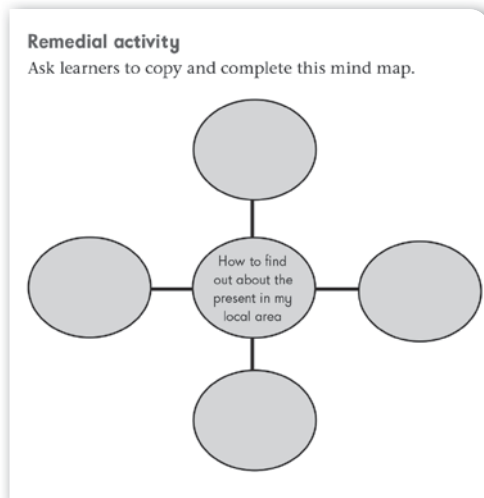 Remedial activity
Ask learners to copy and complete this mind map.
How to find
out about the
present in my
local area